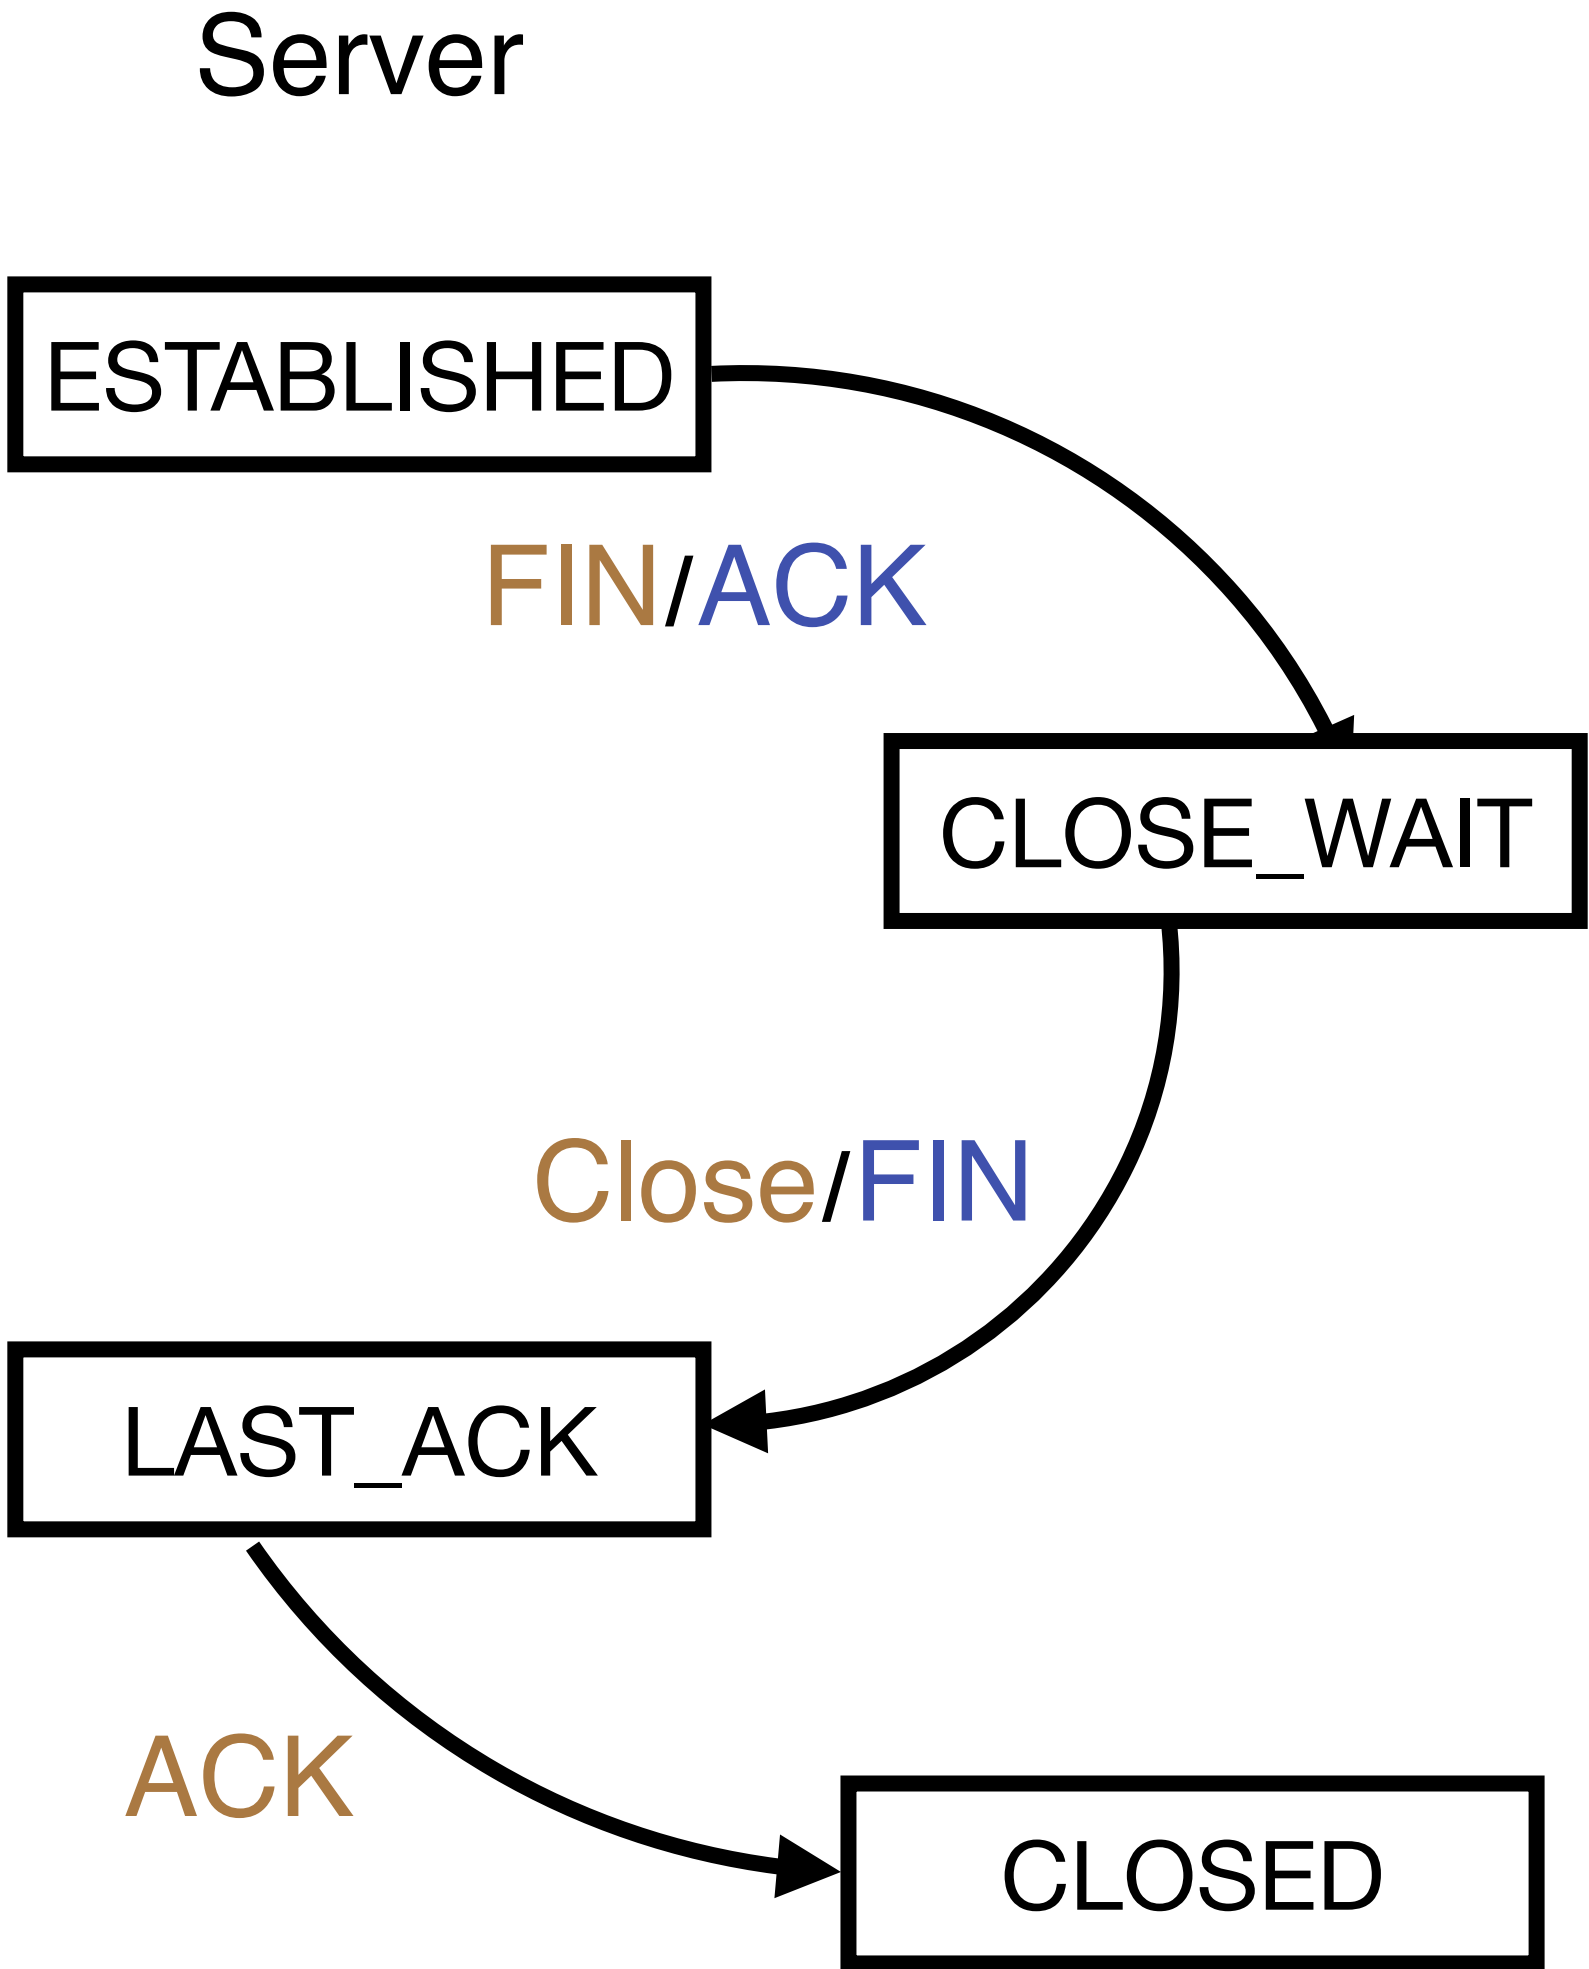 Server
ESTABLISHED
FIN/ACK
CLOSE_WAIT
Close/FIN
LAST_ACK
ACK
CLOSED